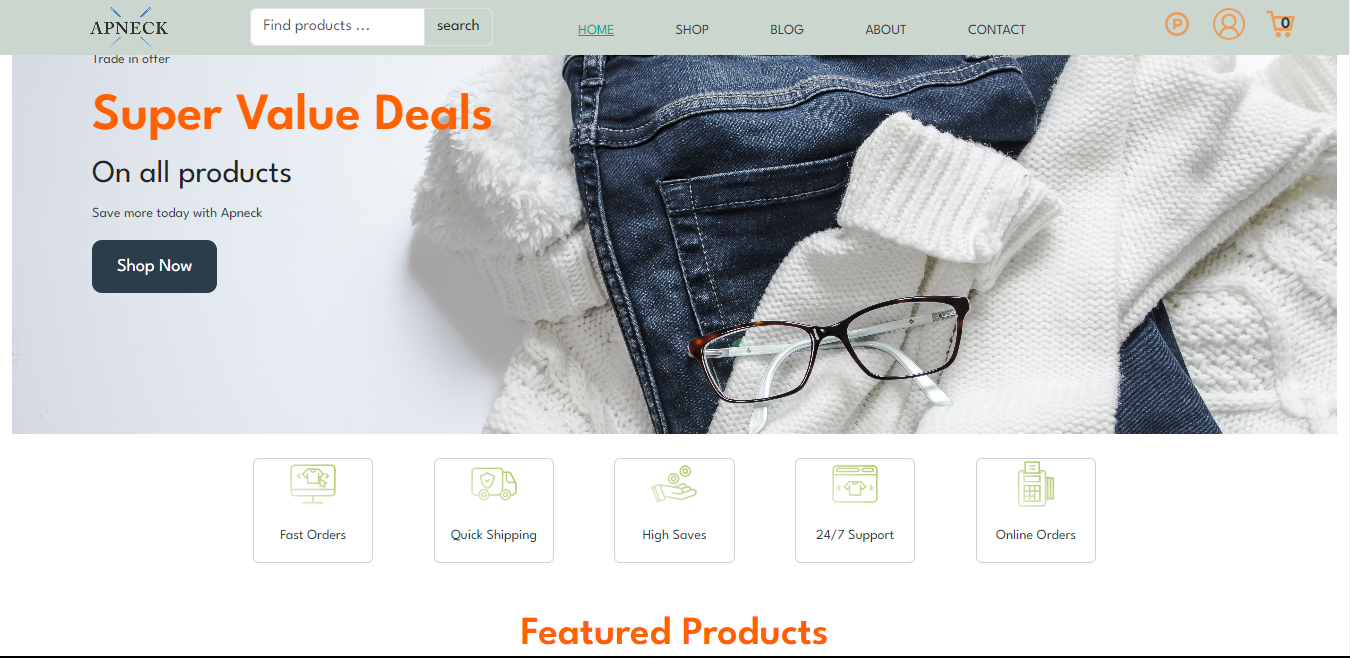 APNECK
Find products ...
search
HOME
SHOP
BLOG
ABOUT
CONTACT
P
0
Trade in offer
Super Value Deals
On all products
Save more today with Apneck
Shop Now
Fast Orders
Quick Shipping
High Saves
24/7 Support
Online Orders
Featured Products